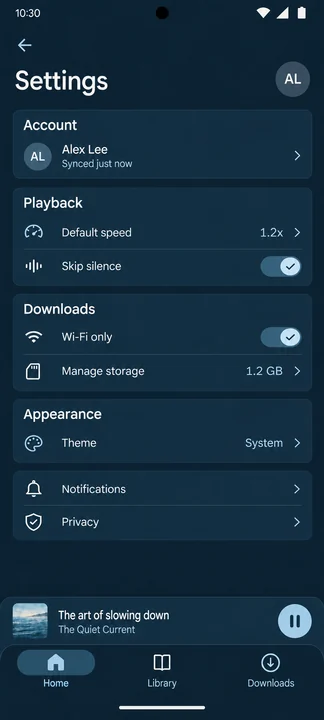 10:30
Settings
AL
Account
AL
Alex Lee
Synced just now
Playback
Default speed 1.2x
Skip silence
Downloads
Wi-Fi only
Manage storage 1.2 GB
Appearance
Theme System
Notifications
Privacy
The art of slowing down
The Quiet Current
Home Library Downloads